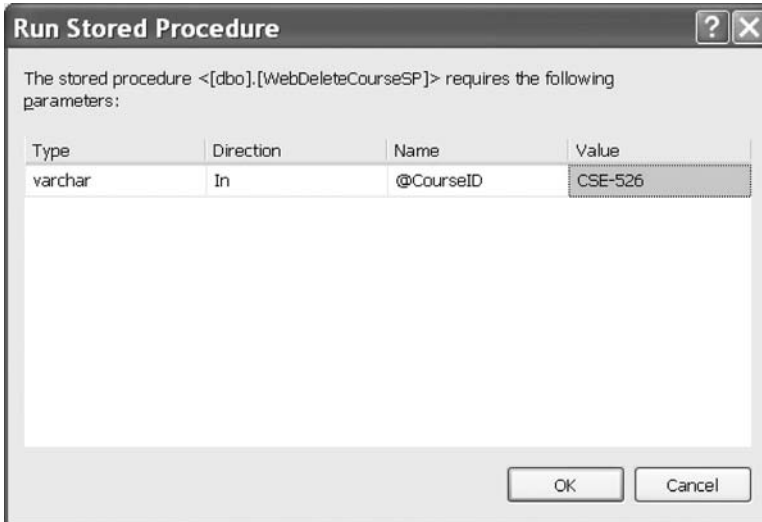 Run Stored Procedure
The stored procedure <[dbo].[WebDeleteCourseSP]> requires the following
parameters:
Type Direction Name Value
varchar In @CourseID CSE-526
OK Cancel